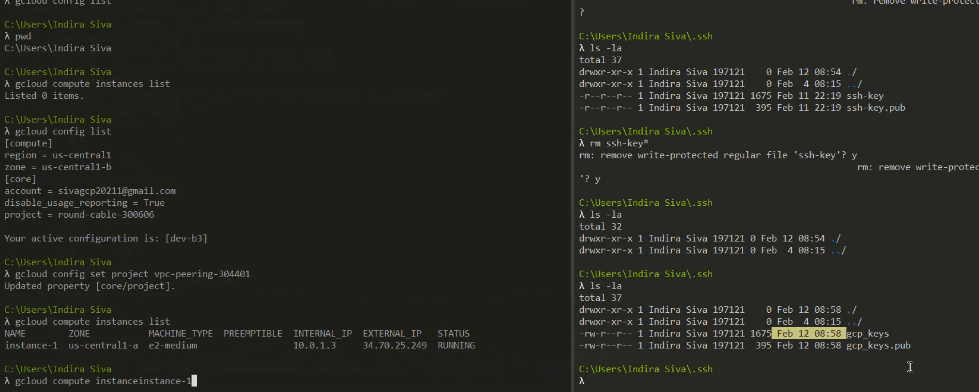 gcloud config list
C:\Users\Indira Siva
λ pwd
C:\Users\Indira Siva
C:\Users\Indira Siva
λ gcloud compute instances list
Listed 0 items.
C:\Users\Indira Siva
λ gcloud config list
[compute]
region = us-central1
zone = us-central1-b
[core]
account = sivagcp20211@gmail.com
disable_usage_reporting = True
project = round-cable-300606
Your active configuration is: [dev-b3]
C:\Users\Indira Siva
λ gcloud config set project vpc-peering-304401
Updated property [core/project].
C:\Users\Indira Siva
λ gcloud compute instances list
NAME ZONE MACHINE_TYPE PREEMPTIBLE INTERNAL_IP EXTERNAL_IP STATUS
instance-1 us-central1-a e2-medium 10.0.1.3 34.70.25.249 RUNNING
C:\Users\Indira Siva
λ gcloud compute instanceinstance-1
rm: remove write-protected
?
C:\Users\Indira Siva\.ssh
λ ls -la
total 37
drwxr-xr-x 1 Indira Siva 197121 0 Feb 12 08:54 ./
drwxr-xr-x 1 Indira Siva 197121 0 Feb 4 08:15 ../
-r--r--r-- 1 Indira Siva 197121 1675 Feb 11 22:19 ssh-key
-r--r--r-- 1 Indira Siva 197121 395 Feb 11 22:19 ssh-key.pub
C:\Users\Indira Siva\.ssh
λ rm ssh-key*
rm: remove write-protected regular file 'ssh-key'? y
rm: remove write-protec
'? y
C:\Users\Indira Siva\.ssh
λ ls -la
total 32
drwxr-xr-x 1 Indira Siva 197121 0 Feb 12 08:54 ./
drwxr-xr-x 1 Indira Siva 197121 0 Feb 4 08:15 ../
C:\Users\Indira Siva\.ssh
λ ls -la
total 37
drwxr-xr-x 1 Indira Siva 197121 0 Feb 12 08:58 ./
drwxr-xr-x 1 Indira Siva 197121 0 Feb 4 08:15 ../
-rw-r--r-- 1 Indira Siva 197121 1675 Feb 12 08:58 gcp_keys
-rw-r--r-- 1 Indira Siva 197121 395 Feb 12 08:58 gcp_keys.pub
C:\Users\Indira Siva\.ssh
λ